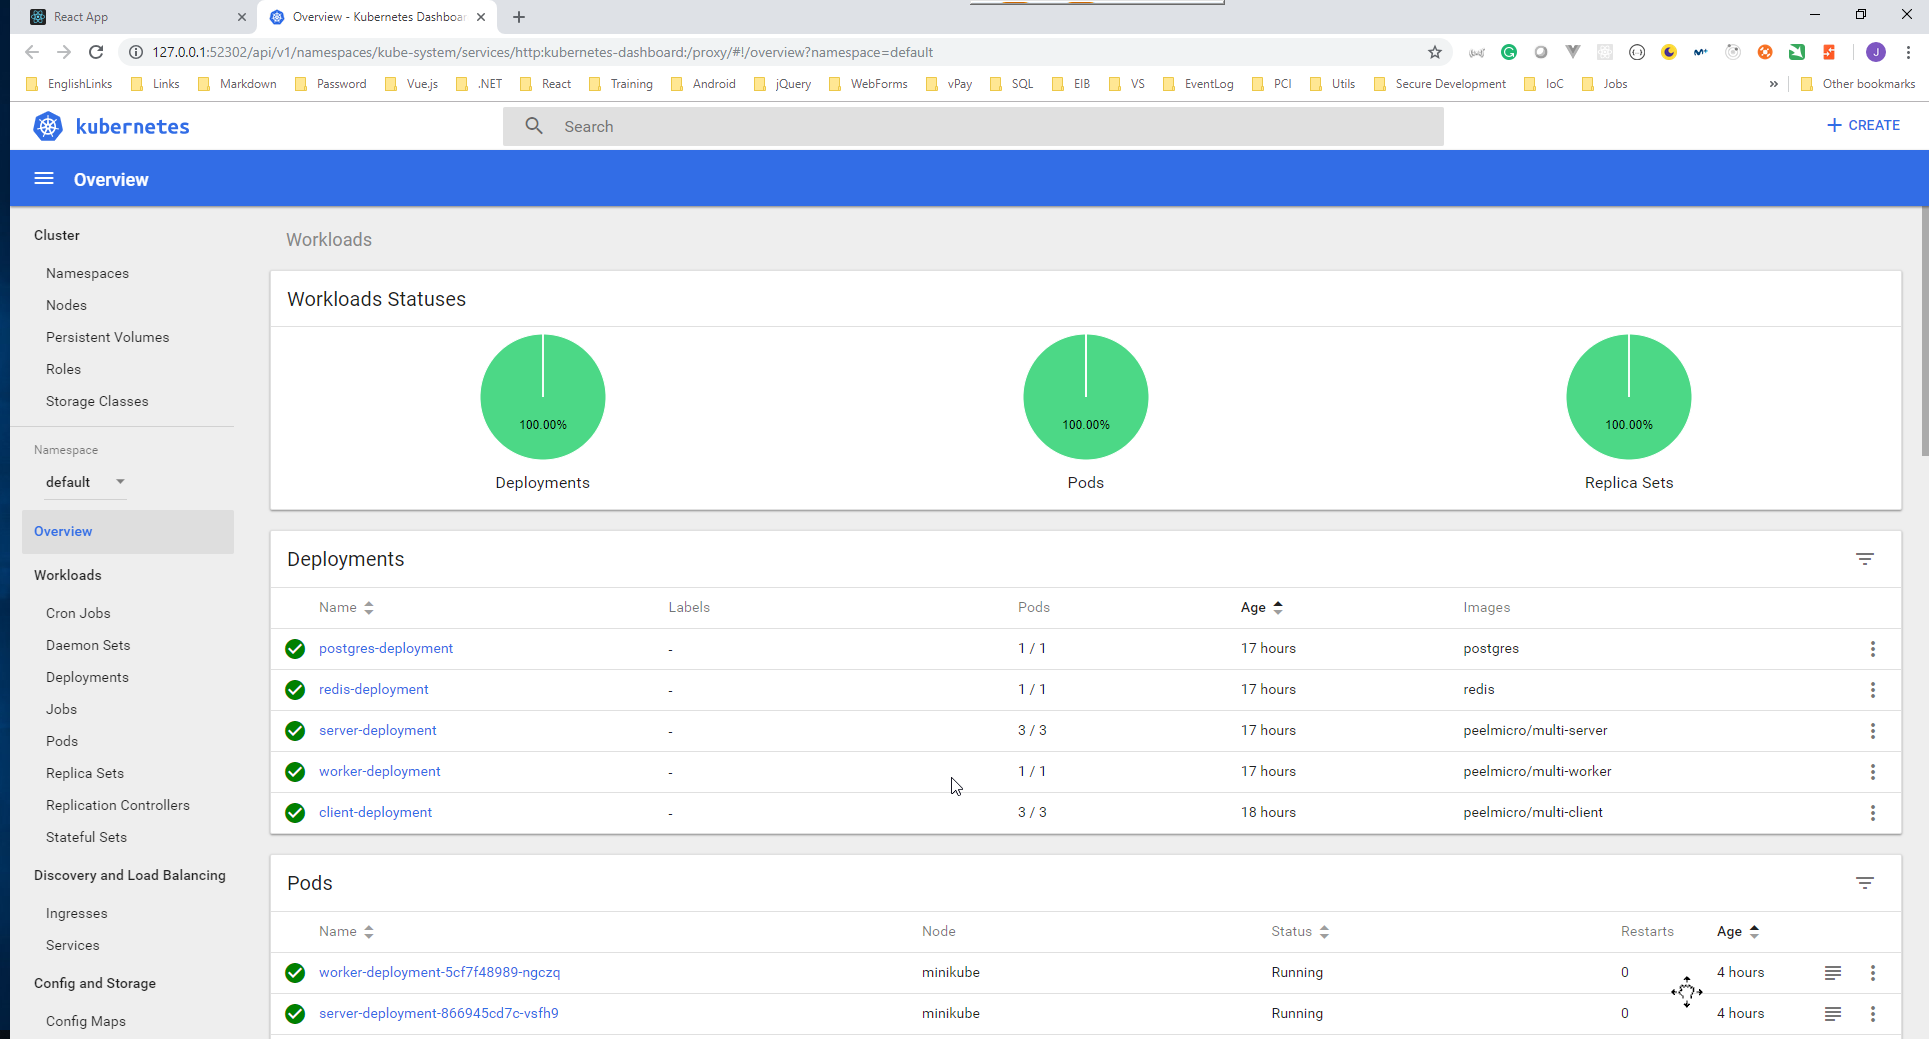 React App
Overview - Kubernetes Dashboar
127.0.0.1:52302/api/v1/namespaces/kube-system/services/http:kubernetes-dashboard:/proxy/#!/overview?namespace=default
J
EnglishLinks Links Markdown Password Vue.js .NET React Training Android jQuery WebForms vPay SQL EIB VS EventLog PCI Utils Secure Development IoC Jobs » Other bookmarks
kubernetes
Search
+ CREATE
Overview
Cluster
Namespaces
Nodes
Persistent Volumes
Roles
Storage Classes
Namespace
default
Overview
Workloads
Cron Jobs
Daemon Sets
Deployments
Jobs
Pods
Replica Sets
Replication Controllers
Stateful Sets
Discovery and Load Balancing
Ingresses
Services
Config and Storage
Config Maps
Workloads
Workloads Statuses
100.00% 100.00% 100.00%
Deployments Pods Replica Sets
Deployments
Name Labels Pods Age Images
postgres-deployment - 1 / 1 17 hours postgres
redis-deployment - 1 / 1 17 hours redis
server-deployment - 3 / 3 17 hours peelmicro/multi-server
worker-deployment - 1 / 1 17 hours peelmicro/multi-worker
client-deployment - 3 / 3 18 hours peelmicro/multi-client
Pods
Name Node Status Restarts Age
worker-deployment-5cf7f48989-ngczq minikube Running 0 4 hours
server-deployment-866945cd7c-vsfh9 minikube Running 0 4 hours